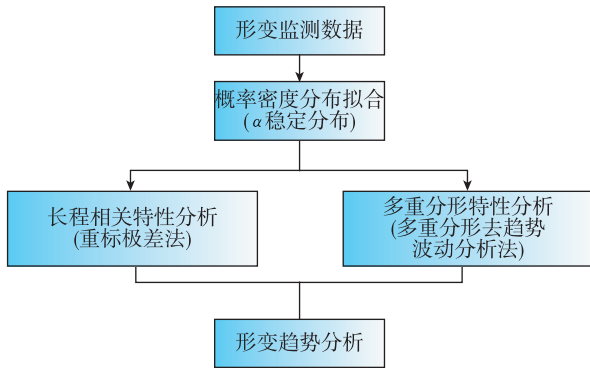 形变监测数据
概率密度分布拟合
(α稳定分布)
长程相关特性分析
(重标极差法)
多重分形特性分析
(多重分形去趋势
波动分析法)
形变趋势分析